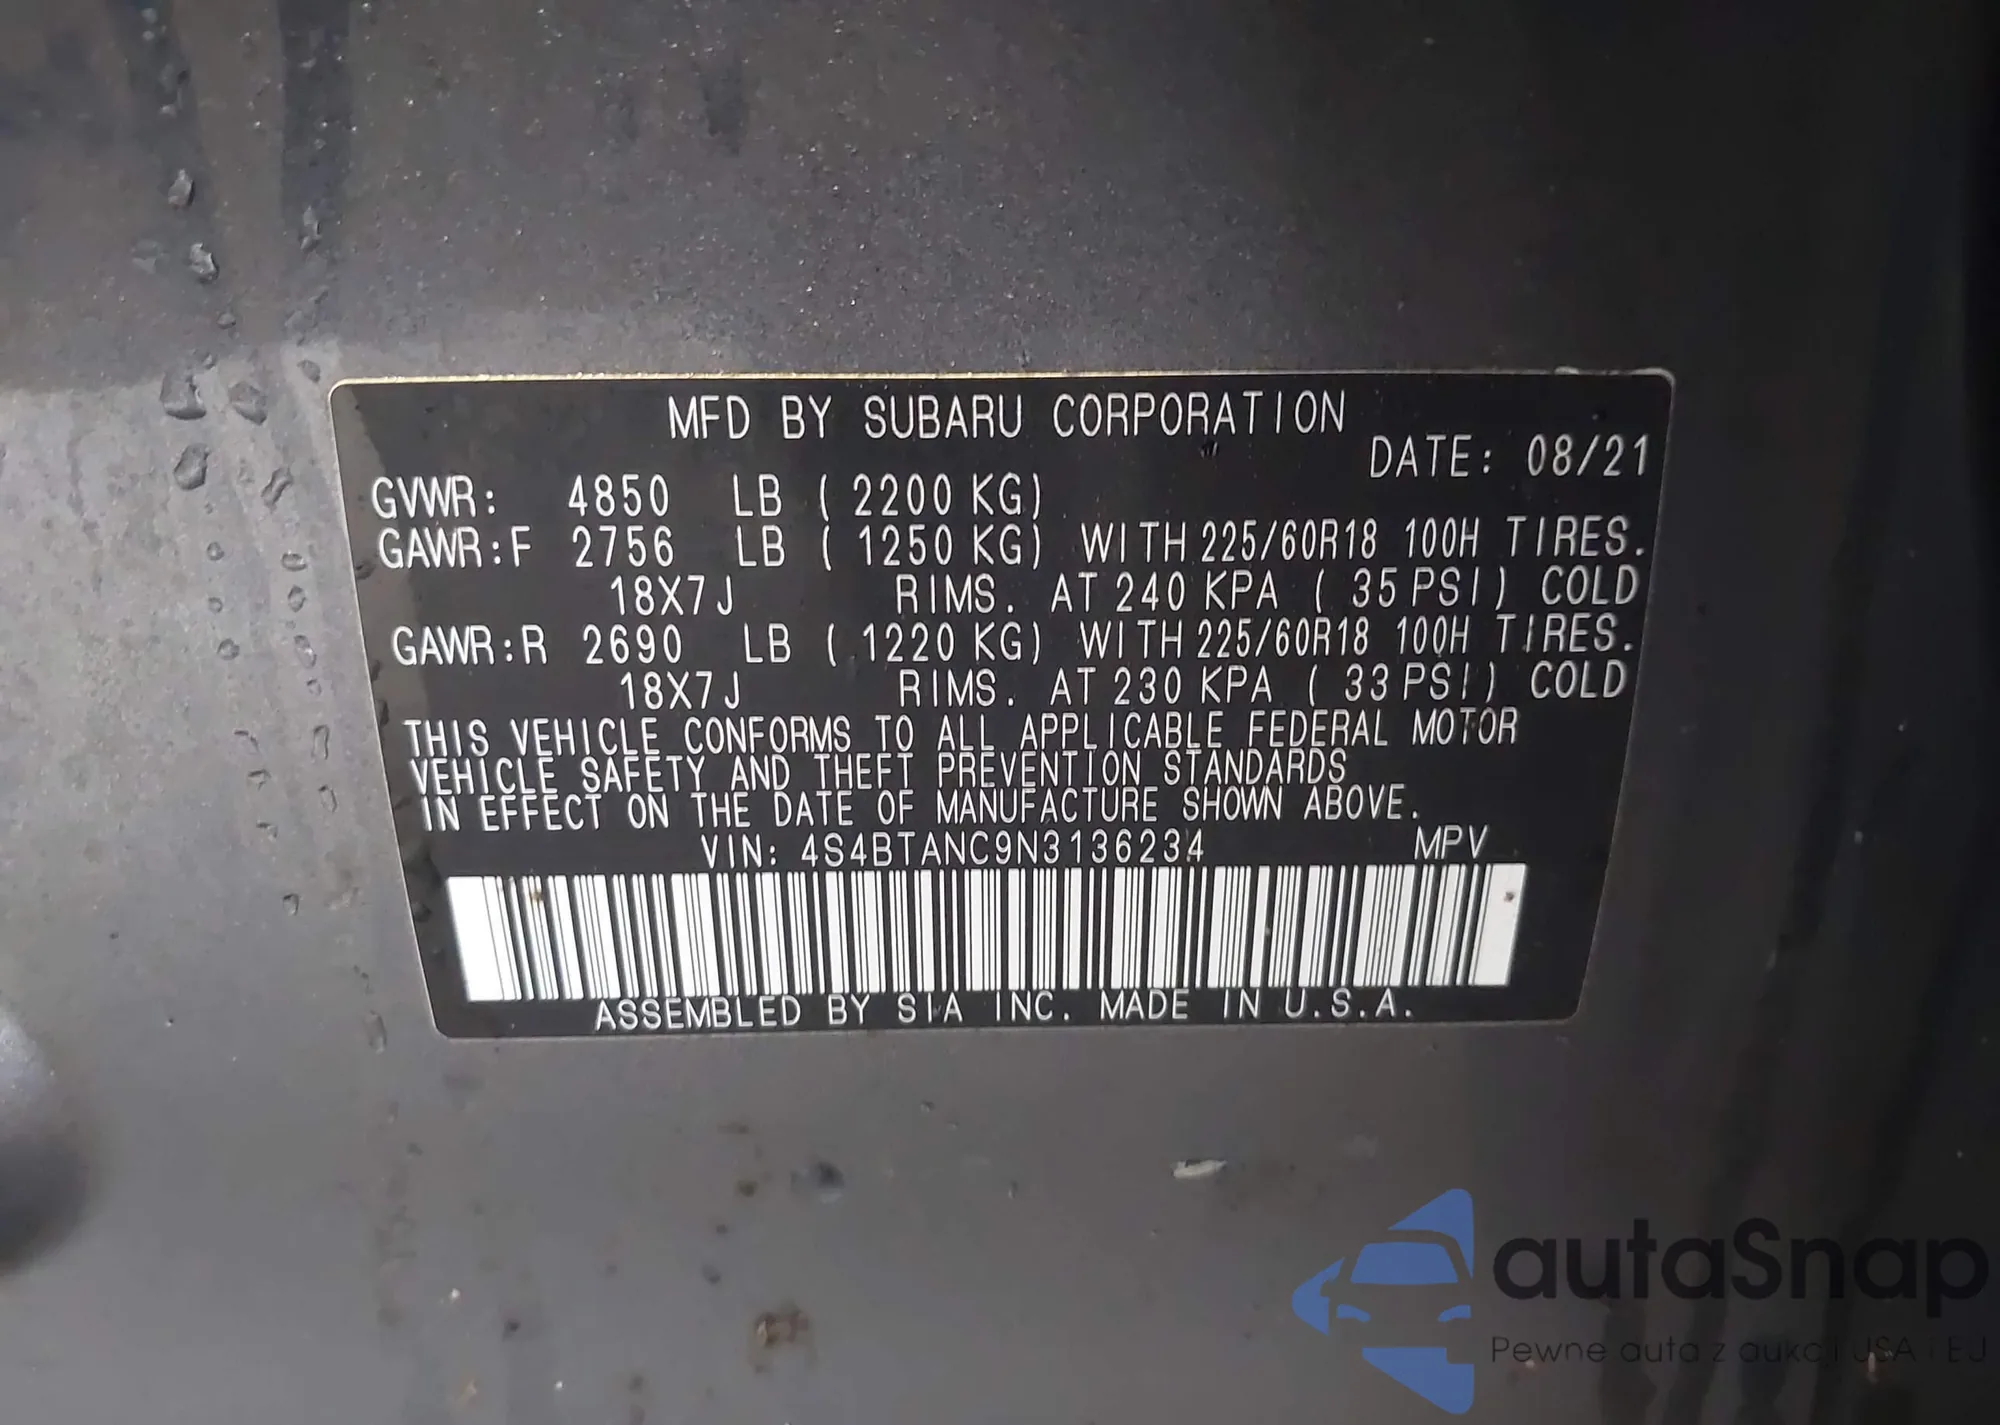 MFD BY SUBARU CORPORATION
DATE: 08/21
GVWR: 4850 LB ( 2200 KG)
GAWR:F 2756 LB ( 1250 KG) WITH 225/60R18 100H TIRES.
18X7J RIMS. AT 240 KPA ( 35 PSI) COLD
GAWR:R 2690 LB ( 1220 KG) WITH 225/60R18 100H TIRES.
18X7J RIMS. AT 230 KPA ( 33 PSI) COLD
THIS VEHICLE CONFORMS TO ALL APPLICABLE FEDERAL MOTOR
VEHICLE SAFETY AND THEFT PREVENTION STANDARDS
IN EFFECT ON THE DATE OF MANUFACTURE SHOWN ABOVE.
VIN: 4S4BTANC9N3136234 MPV
ASSEMBLED BY SIA INC. MADE IN U.S.A.
autaSnap
Pewne auta z aukcji USA i EJ